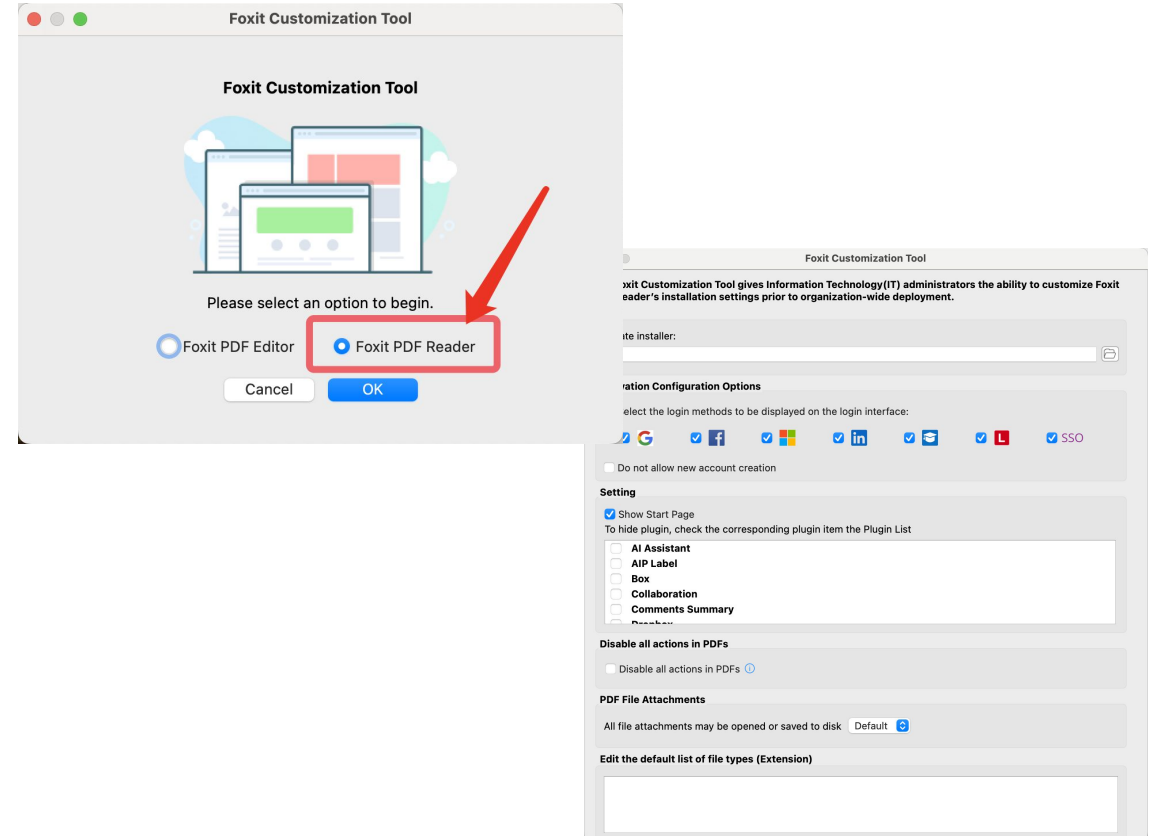 Foxit Customization Tool
Foxit Customization Tool
Please select an option to begin.
Foxit PDF Editor
Foxit PDF Reader
Cancel
OK
Foxit Customization Tool
oxit Customization Tool gives Information Technology(IT) administrators the ability to customize Foxit
eader's installation settings prior to organization-wide deployment.
ate installer:
vation Configuration Options
elect the login methods to be displayed on the login interface:
G
f
in
L
SSO
Do not allow new account creation
Setting
Show Start Page
To hide plugin, check the corresponding plugin item the Plugin List
AI Assistant
AIP Label
Box
Collaboration
Comments Summary
Dropbox
Disable all actions in PDFs
Disable all actions in PDFs
PDF File Attachments
All file attachments may be opened or saved to disk Default
Edit the default list of file types (Extension)